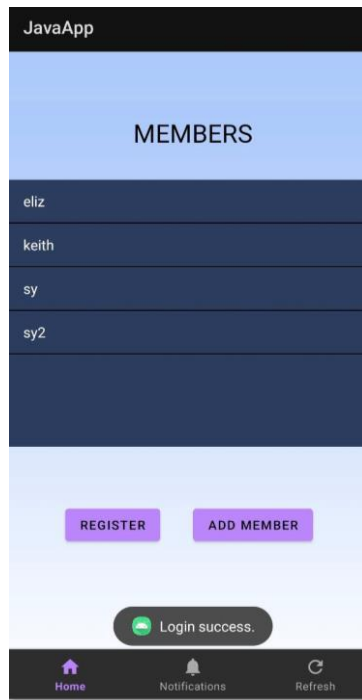 JavaApp
MEMBERS
eliz
keith
sy
sy2
REGISTER ADD MEMBER
Login success.
Home Notifications Refresh